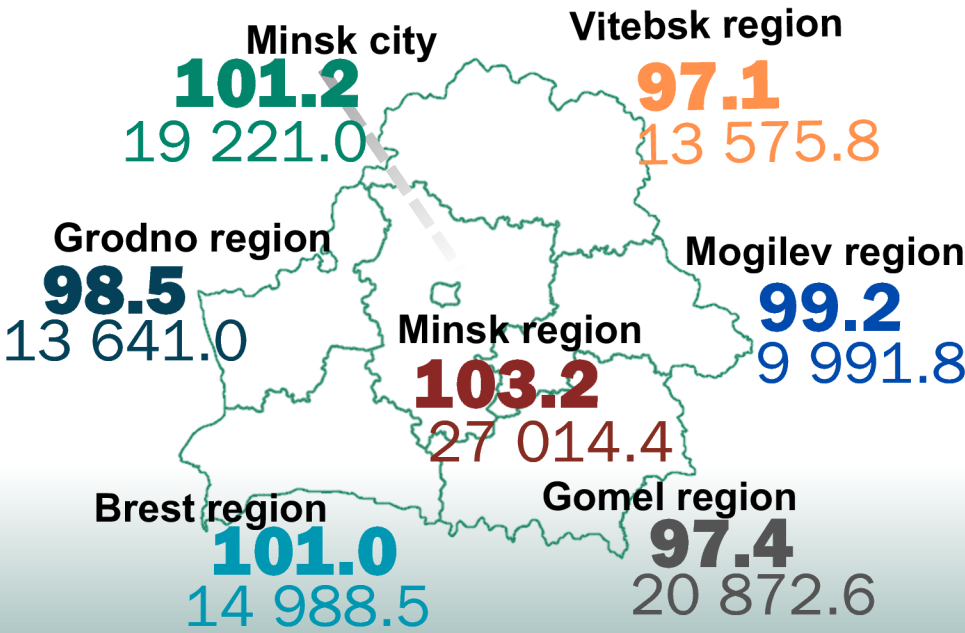 Minsk city
101.2
19 221.0
Vitebsk region
97.1
13 575.8
Grodno region
98.5
13 641.0
Mogilev region
99.2
9 991.8
Minsk region
103.2
27 014.4
Brest region
101.0
14 988.5
Gomel region
97.4
20 872.6